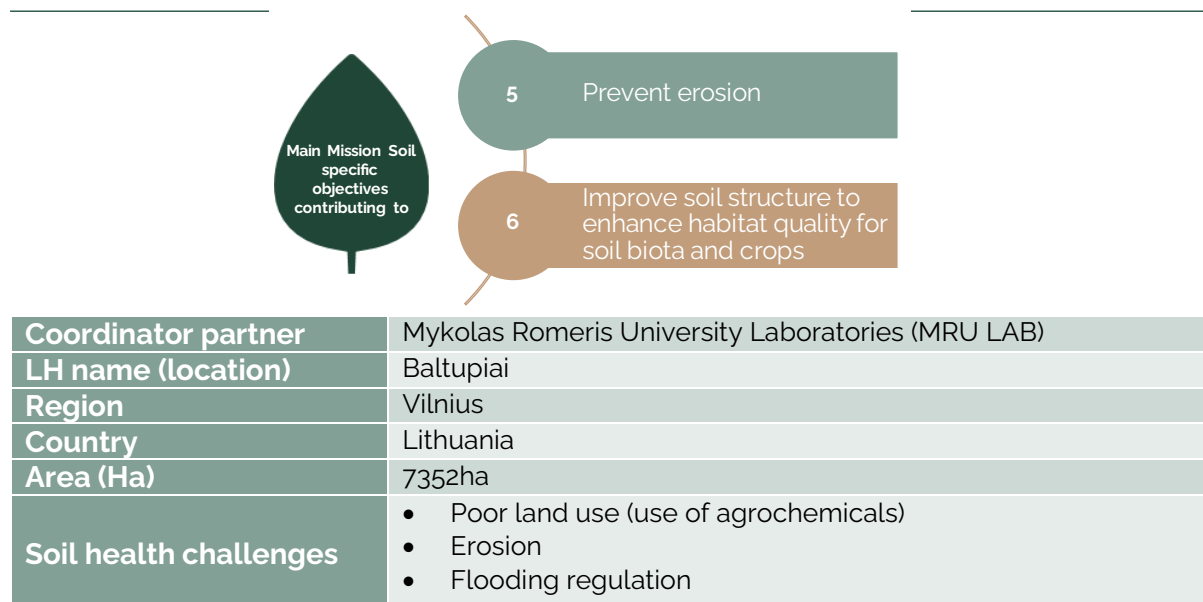 Main Mission Soil
specific
objectives
contributing to
5
Prevent erosion
6
Improve soil structure to
enhance habitat quality for
soil biota and crops
Coordinator partner Mykolas Romeris University Laboratories (MRU LAB)
LH name (location) Baltupiai
Region Vilnius
Country Lithuania
Area (Ha) 7352ha
Soil health challenges
• Poor land use (use of agrochemicals)
• Erosion
• Flooding regulation